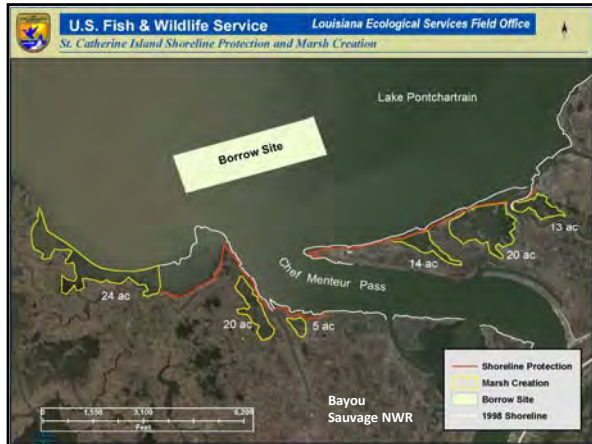 U.S. Fish & Wildlife Service
Louisiana Ecological Services Field Office
St. Catherine Island Shoreline Protection and Marsh Creation
Lake Pontchartrain
Borrow Site
13 ac
20 ac
14 ac
Chef Menteur Pass
24 ac
20 ac
5 ac
Bayou
Sauvage NWR
Shoreline Protection
Marsh Creation
Borrow Site
1998 Shoreline
0 1,550 3,100 6,200
Feet